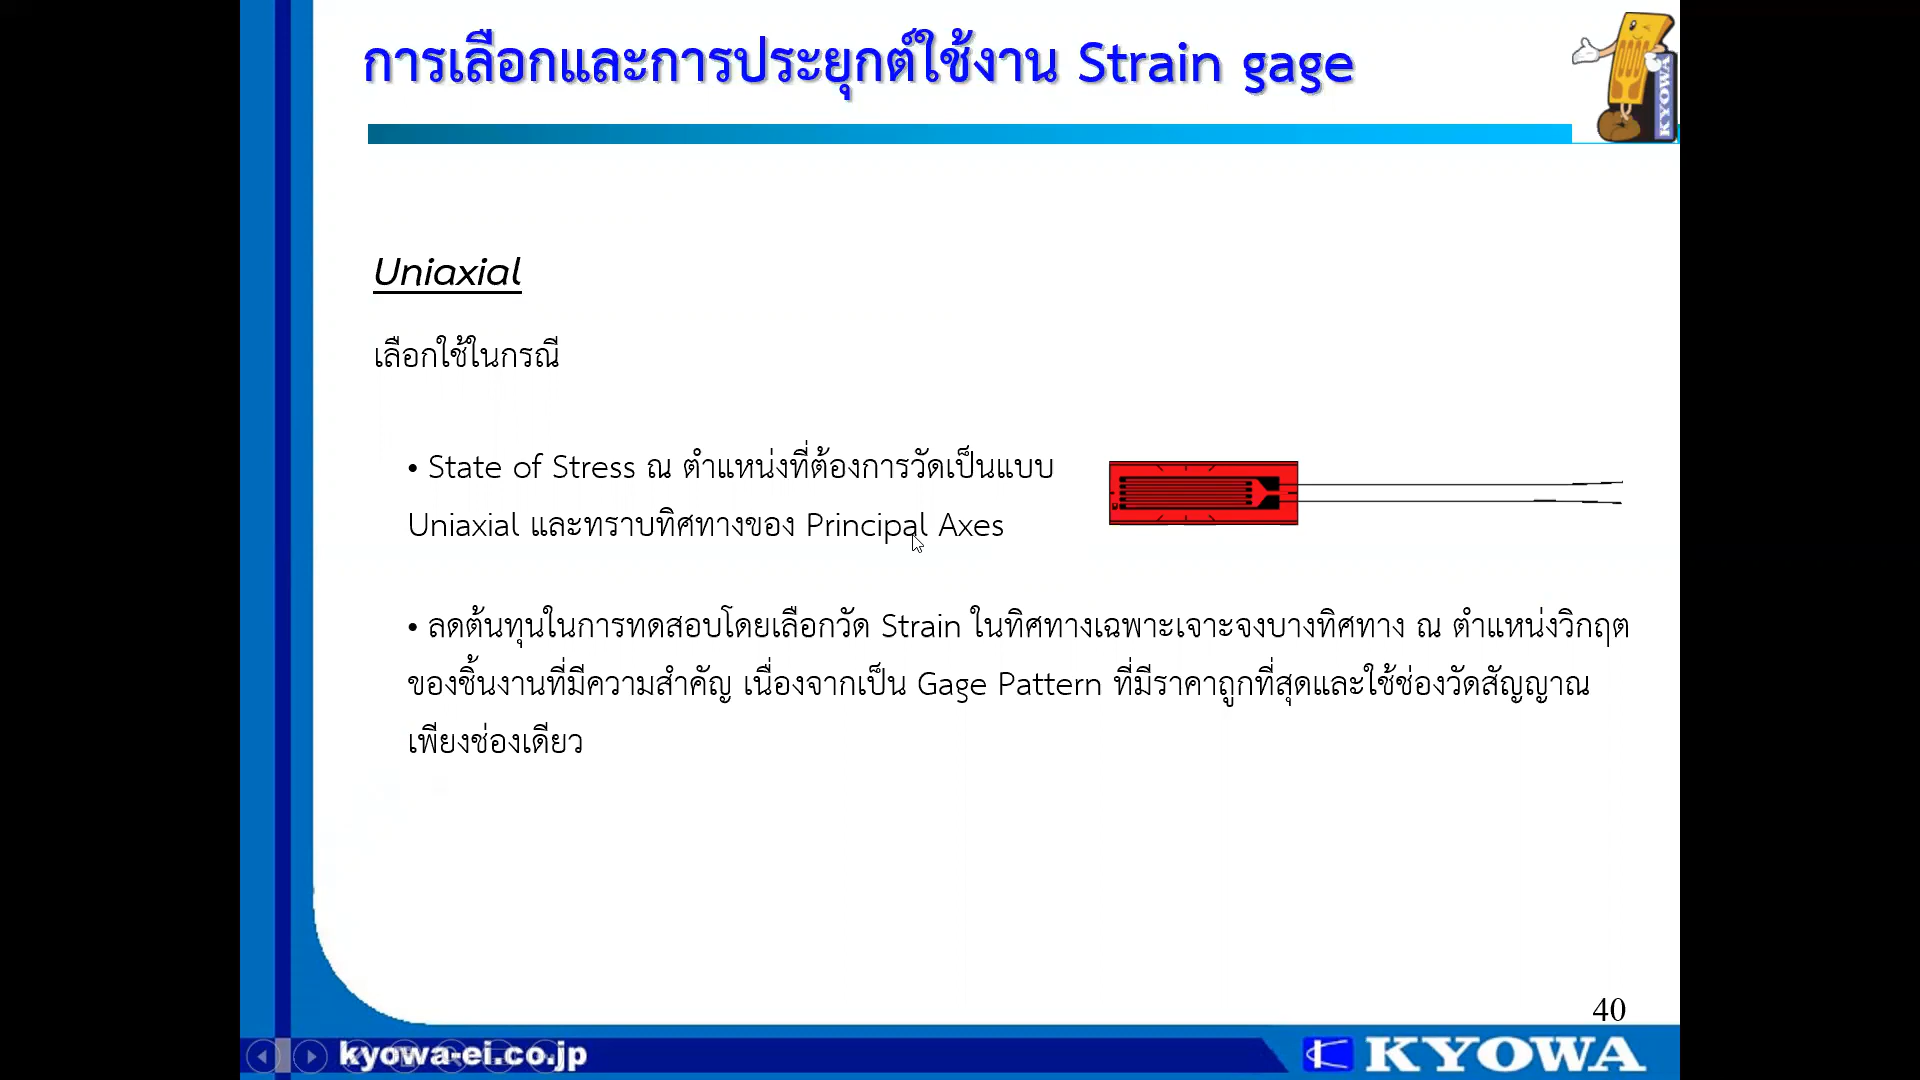 การเลือกและการประยุกต์ใช้งาน Strain gage
KYOWA
Uniaxial
เลือกใช้ในกรณี
• State of Stress ณ ตำแหน่งที่ต้องการวัดเป็นแบบ
Uniaxial และทราบทิศทางของ Principal Axes
• ลดต้นทุนในการทดสอบโดยเลือกวัด Strain ในทิศทางเฉพาะเจาะจงบางทิศทาง ณ ตำแหน่งวิกฤต
ของชิ้นงานที่มีความสำคัญ เนื่องจากเป็น Gage Pattern ที่มีราคาถูกที่สุดและใช้ช่องวัดสัญญาณ
เพียงช่องเดียว
40
kyowa-ei.co.jp
KYOWA